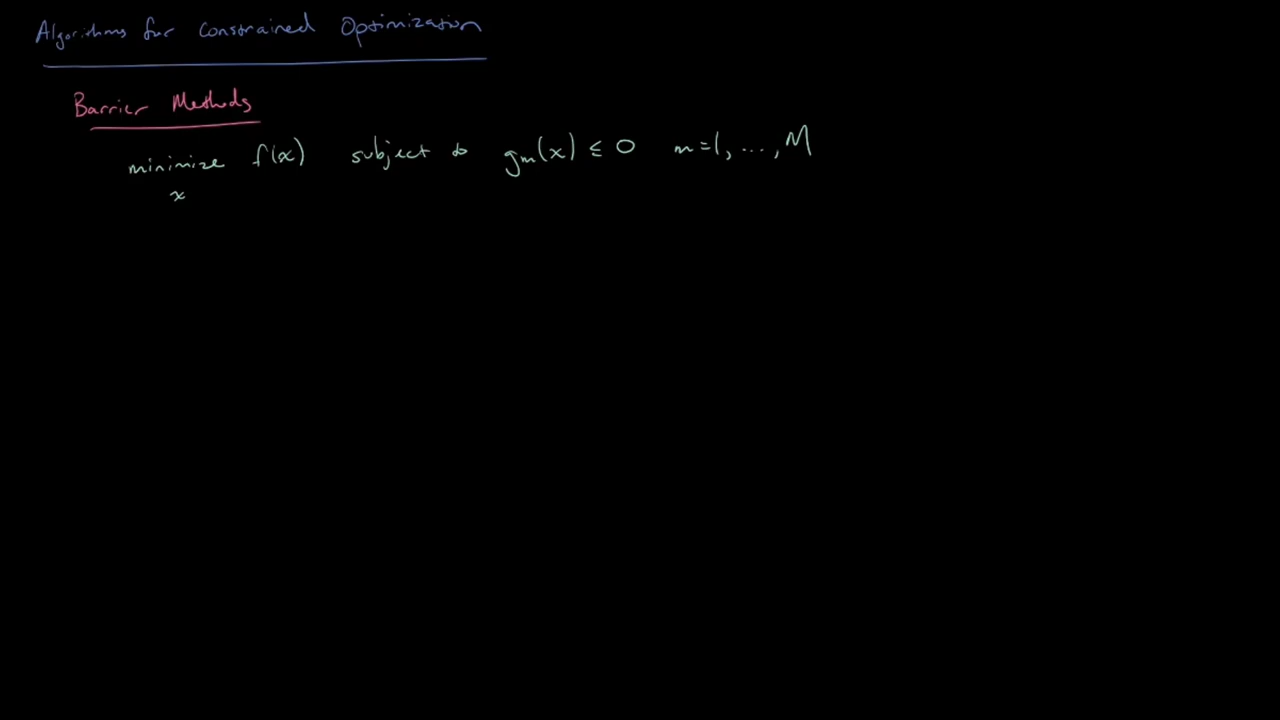 Algorithms for Constrained Optimization
Barrier Methods
minimize f(x) subject to gₘ(x) ≤ 0 m=1, ..., M
x